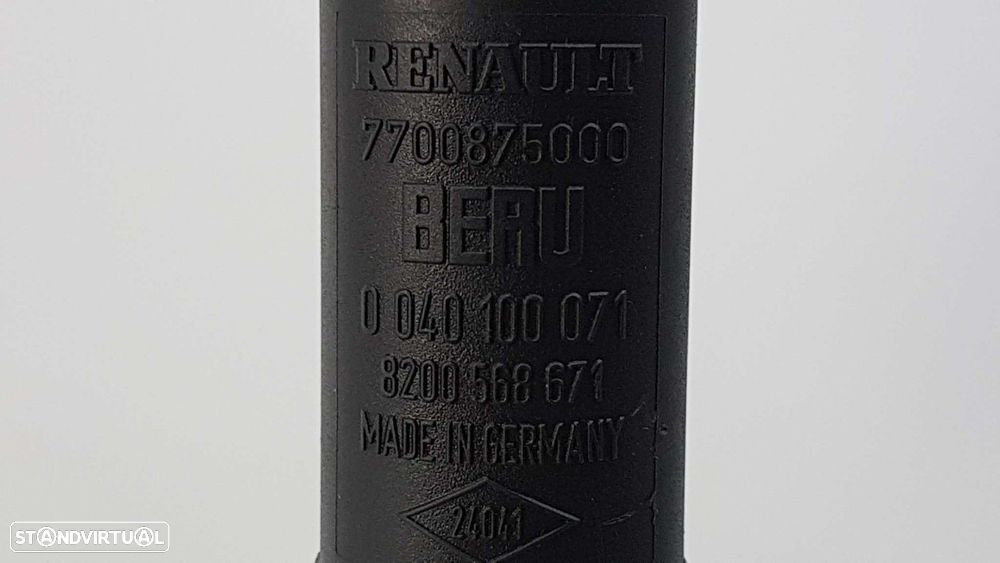 RENAULT
7700875000
BERU
0 040 100 071
8200 568 671
MADE IN GERMANY
24041
STANDVIRTUAL